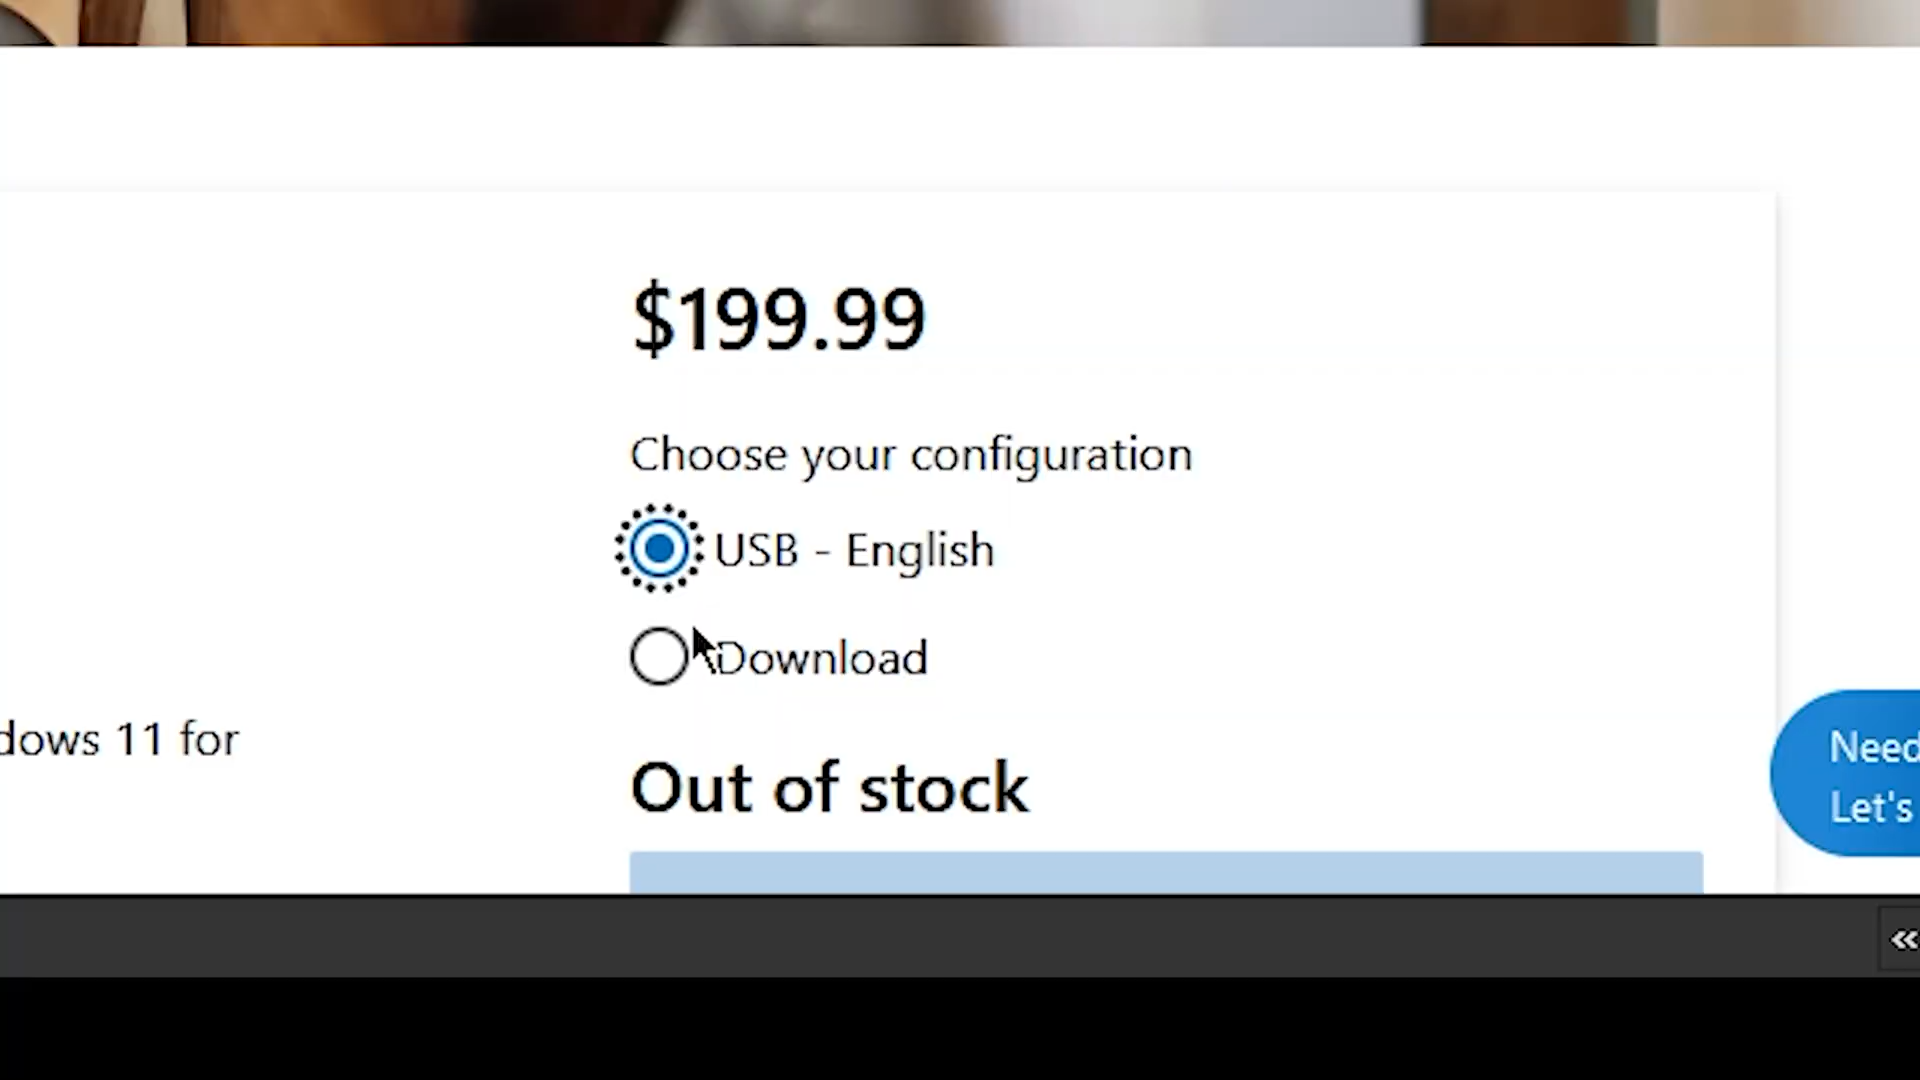 $199.99
Choose your configuration
USB - English
Download
dows 11 for
Out of stock
Need
Let's